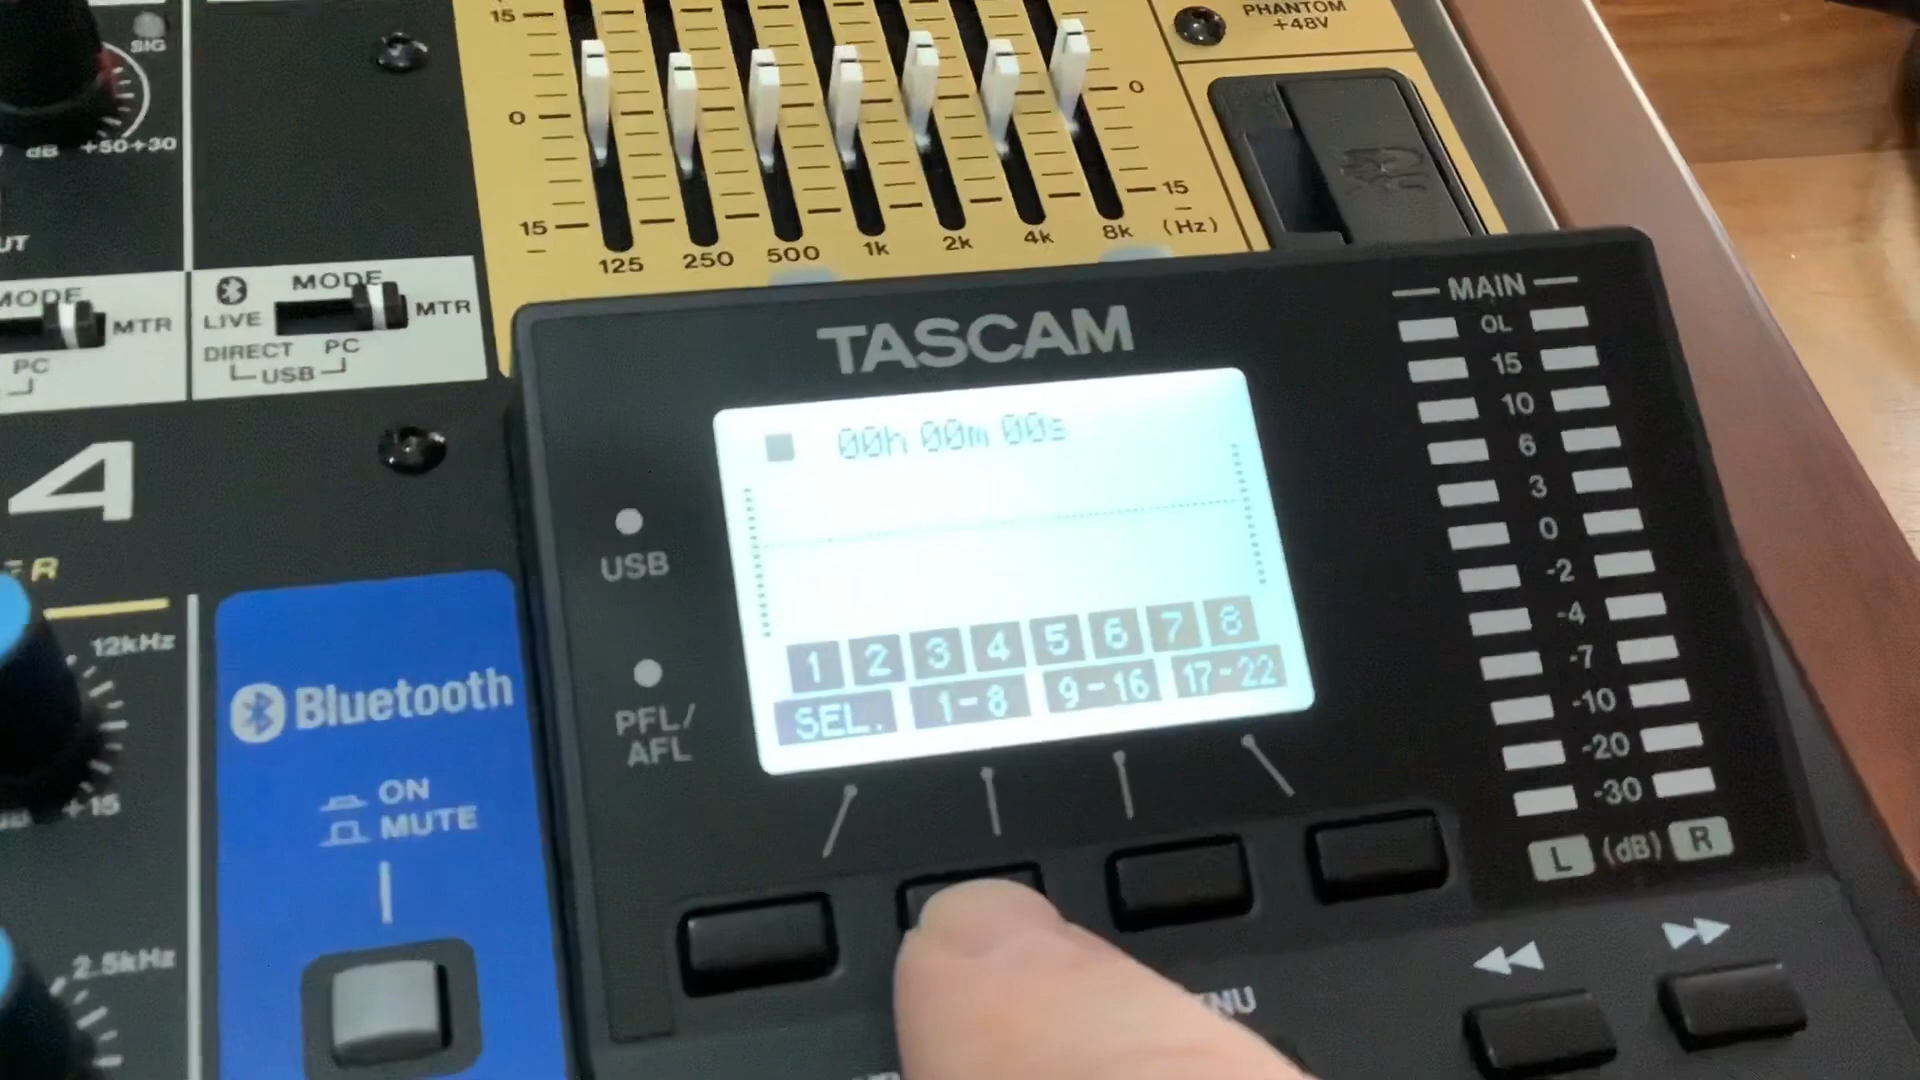 15
SIG
PHANTOM
+48V
0
0
dB +50+30
15
15
(Hz)
125 250 500 1k 2k 4k 8k
UT
MODE
MTR
PC
MODE
LIVE
MTR
DIRECT PC
USB
4
ER
12kHz
+15
2.5kHz
Bluetooth
ON
MUTE
TASCAM
USB
PFL/
AFL
00h 00m 00s
1 2 3 4 5 6 7 8
SEL. 1-8 9-16 17-22
MAIN
OL
15
10
6
3
0
-2
-4
-7
-10
-20
-30
L (dB) R
NU